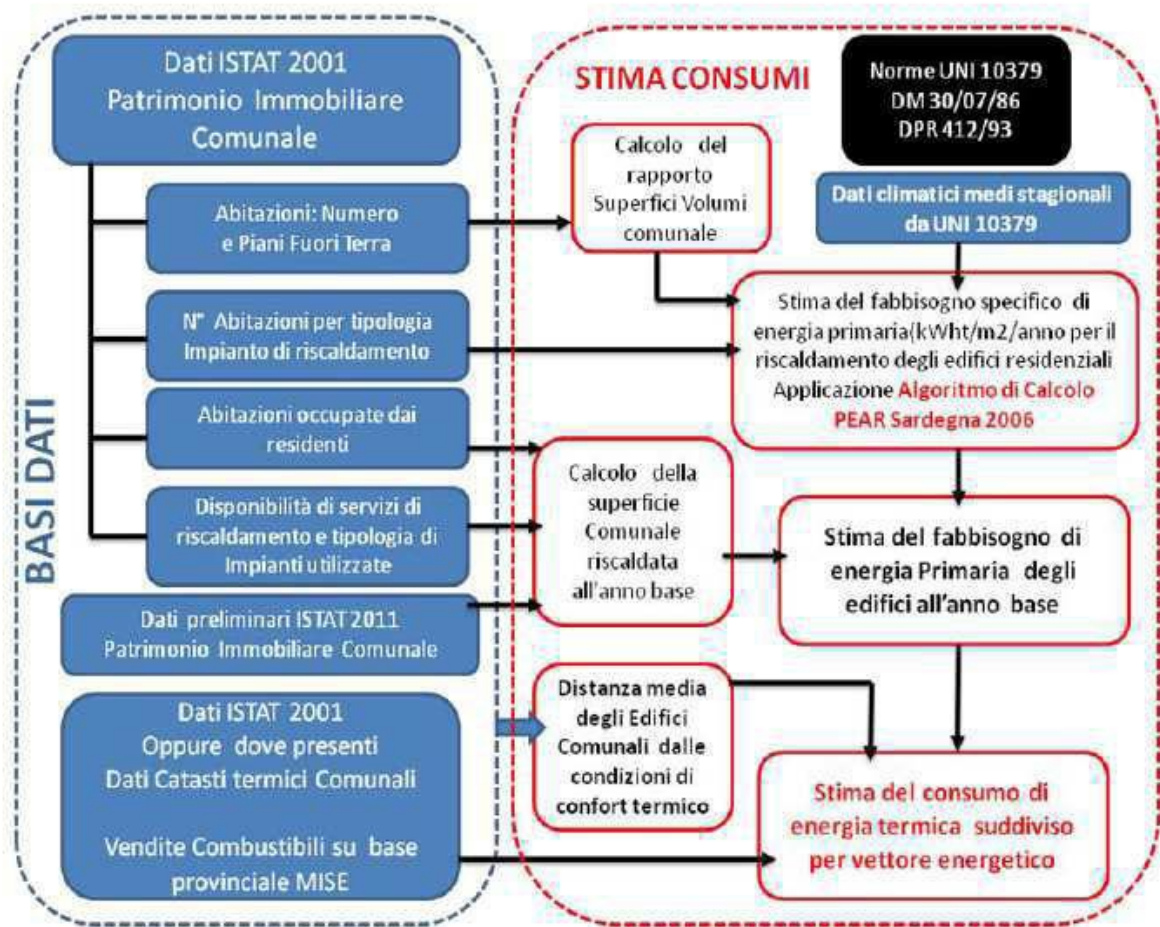 Dati ISTAT 2001
Patrimonio Immobiliare
Comunale
Abitazioni: Numero
e Piani Fuori Terra
N° Abitazioni per tipologia
Impianto di riscaldamento
Abitazioni occupate dai
residenti
Disponibilità di servizi di
riscaldamento e tipologia di
Impianti utilizzate
Dati preliminari ISTAT 2011
Patrimonio Immobiliare Comunale
Dati ISTAT 2001
Oppure dove presenti
Dati Catasti termici Comunali
Vendite Combustibili su base
provinciale MISE
BASI DATI
STIMA CONSUMI
Norme UNI 10379
DM 30/07/86
DPR 412/93
Dati climatici medi stagionali
da UNI 10379
Calcolo del
rapporto
Superfici Volumi
comunale
Stima del fabbisogno specifico di
energia primaria(kWht/m2/anno per il
riscaldamento degli edifici residenziali
Applicazione Algoritmo di Calcolo
PEAR Sardegna 2006
Calcolo della
superficie
Comunale
riscaldata
all'anno base
Stima del fabbisogno di
energia Primaria degli
edifici all'anno base
Distanza media
degli Edifici
Comunali dalle
condizioni di
confort termico
Stima del consumo di
energia termica suddiviso
per vettore energetico